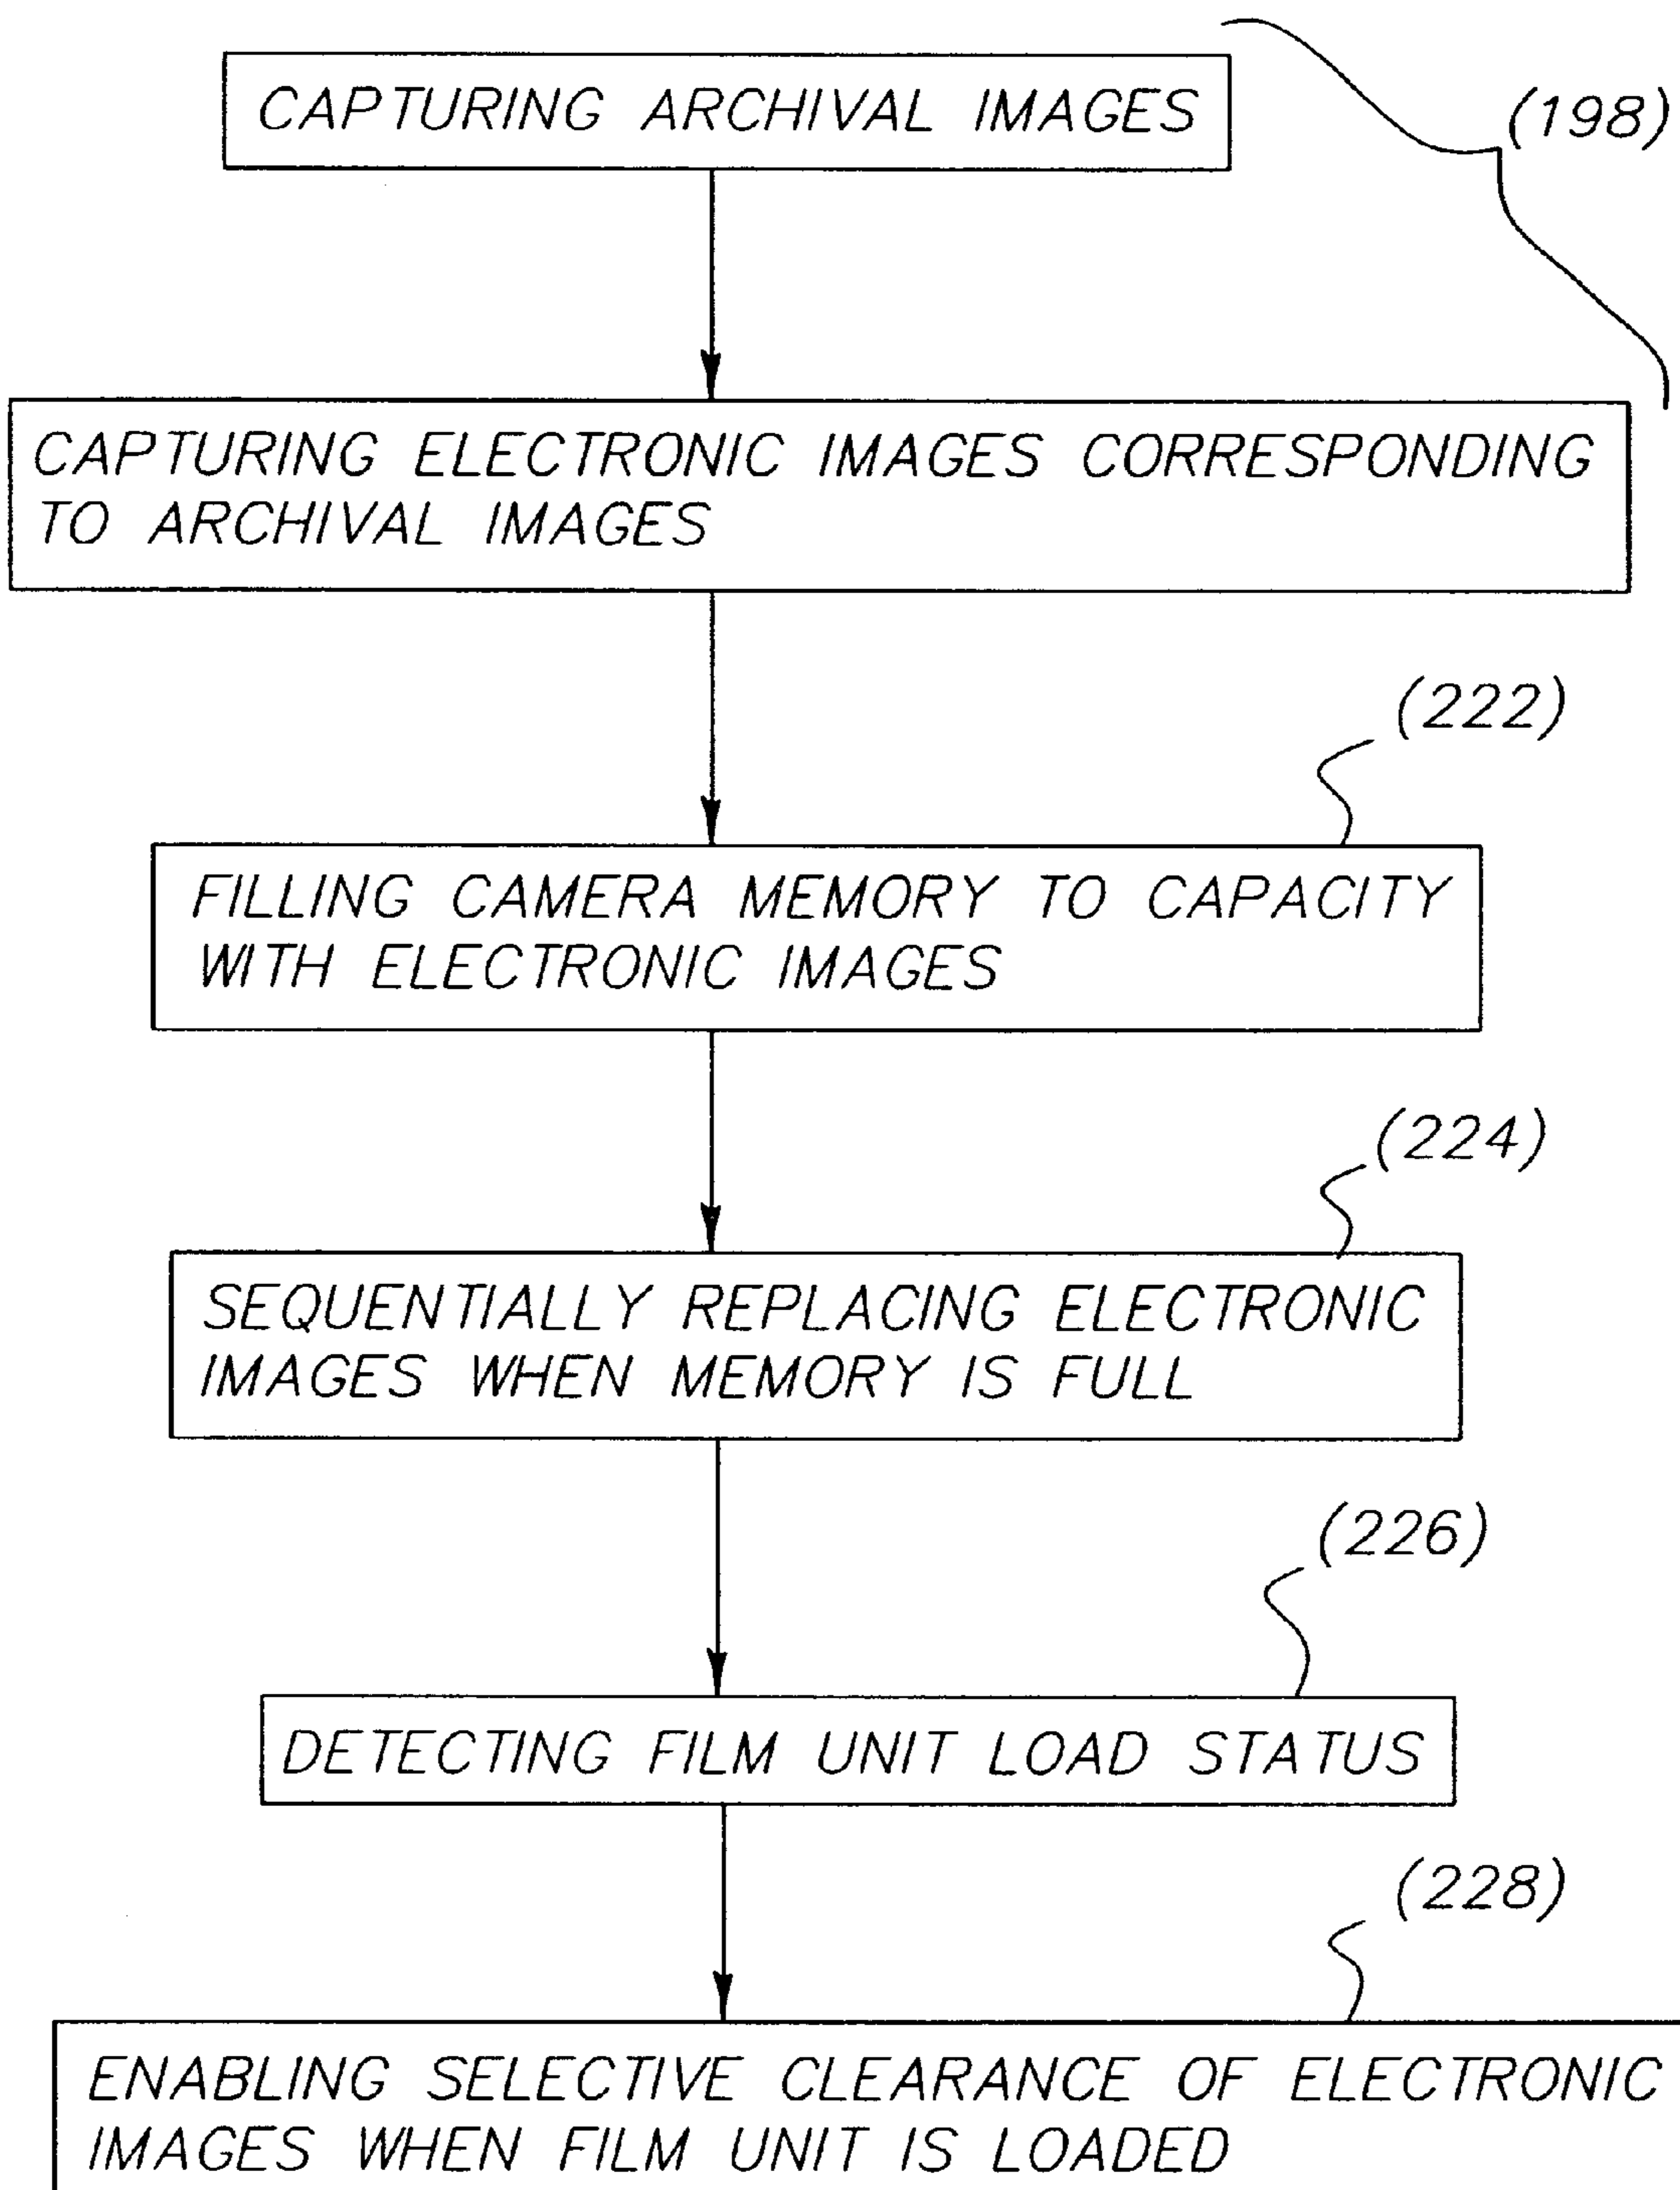 CAPTURING ARCHIVAL IMAGES
(198)
CAPTURING ELECTRONIC IMAGES CORRESPONDING
TO ARCHIVAL IMAGES
(222)
FILLING CAMERA MEMORY TO CAPACITY
WITH ELECTRONIC IMAGES
(224)
SEQUENTIALLY REPLACING ELECTRONIC
IMAGES WHEN MEMORY IS FULL
(226)
DETECTING FILM UNIT LOAD STATUS
(228)
ENABLING SELECTIVE CLEARANCE OF ELECTRONIC
IMAGES WHEN FILM UNIT IS LOADED